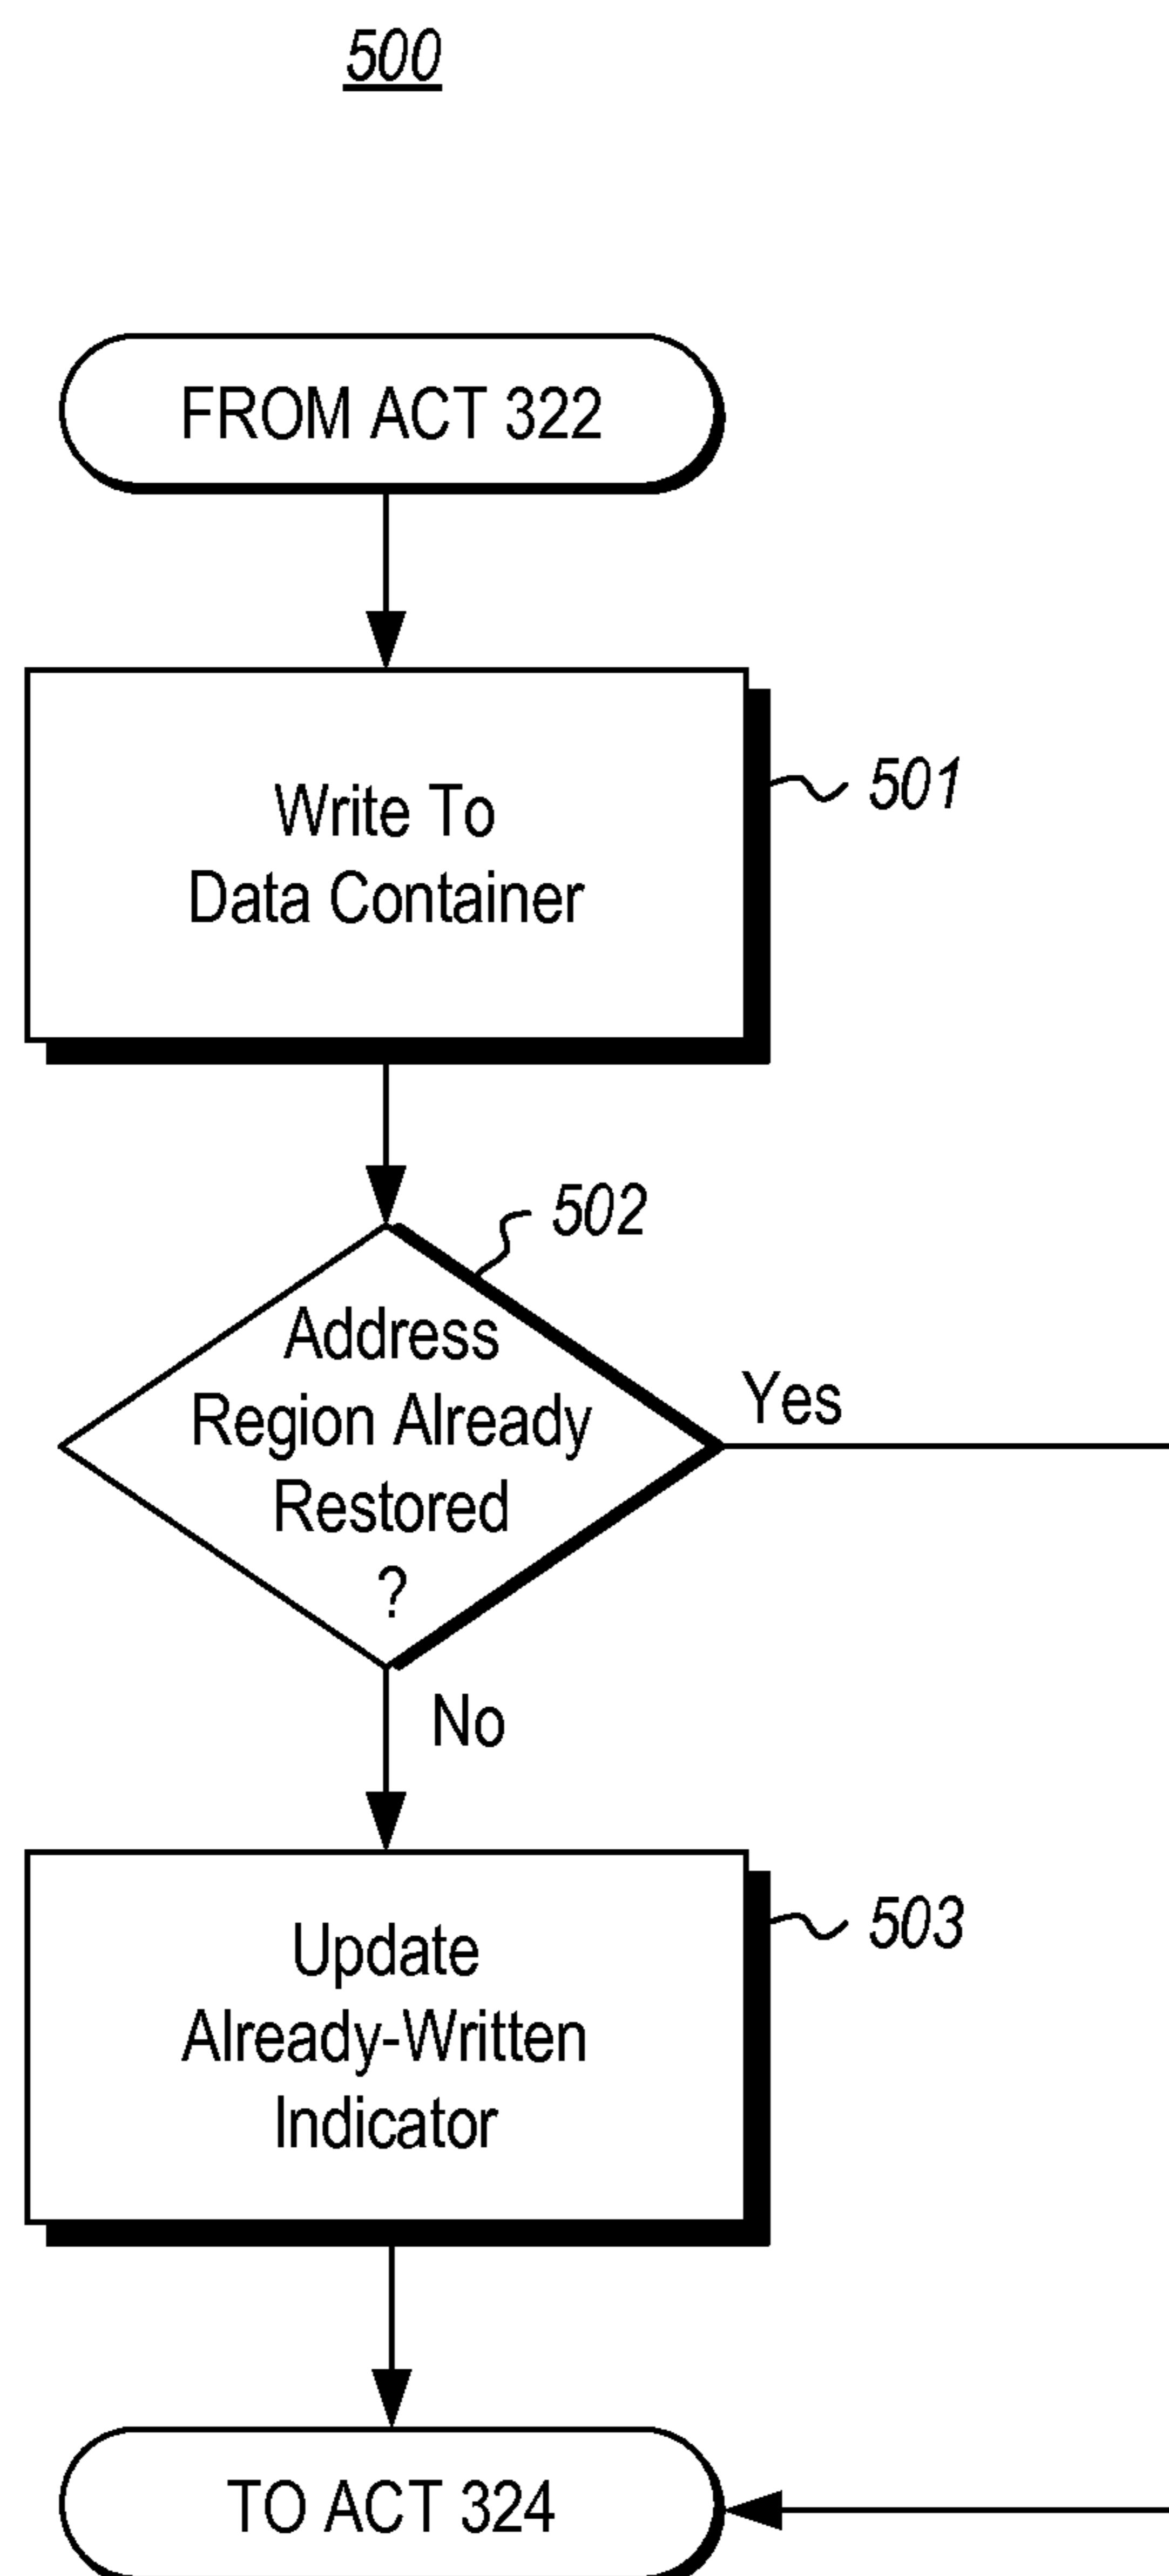 500
FROM ACT 322
Write To
Data Container
501
502
Address
Region Already
Restored
?
Yes
No
Update
Already-Written
Indicator
503
TO ACT 324